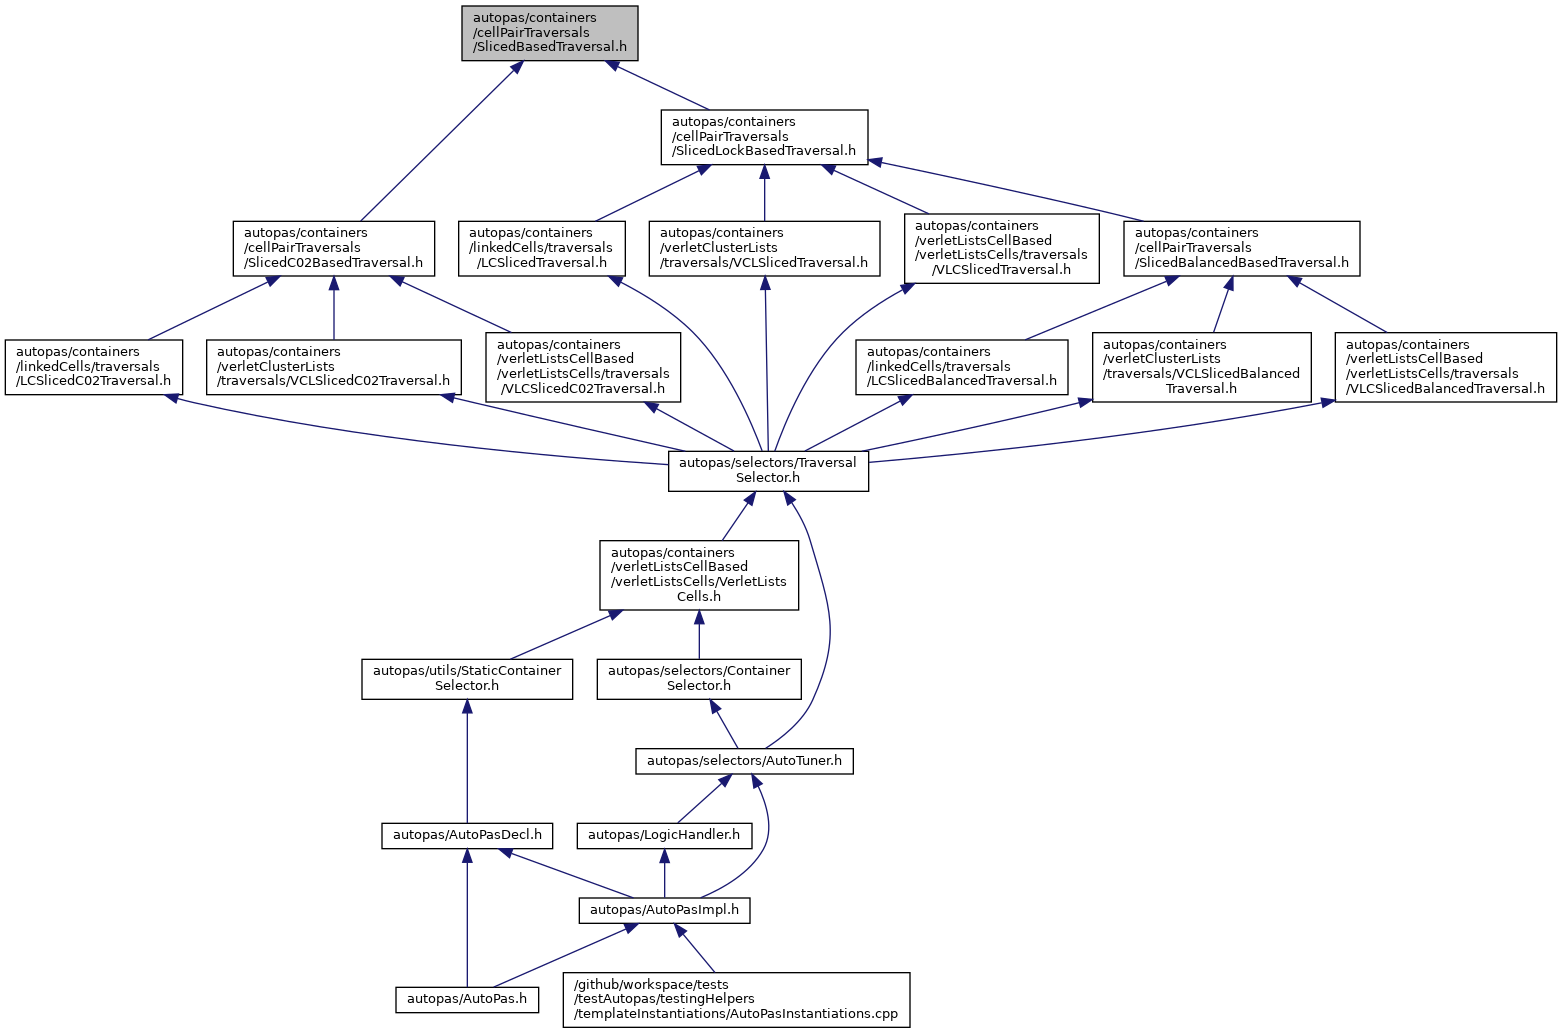 autopas/containers
/cellPairTraversals
/SlicedBasedTraversal.h
autopas/containers
/cellPairTraversals
/SlicedLockBasedTraversal.h
autopas/containers
/cellPairTraversals
/SlicedC02BasedTraversal.h
autopas/containers
/linkedCells/traversals
/LCSlicedTraversal.h
autopas/containers
/verletClusterLists
/traversals/VCLSlicedTraversal.h
autopas/containers
/verletListsCellBased
/verletListsCells/traversals
/VLCSlicedTraversal.h
autopas/containers
/cellPairTraversals
/SlicedBalancedBasedTraversal.h
autopas/containers
/linkedCells/traversals
/LCSlicedC02Traversal.h
autopas/containers
/verletClusterLists
/traversals/VCLSlicedC02Traversal.h
autopas/containers
/verletListsCellBased
/verletListsCells/traversals
/VLCSlicedC02Traversal.h
autopas/containers
/linkedCells/traversals
/LCSlicedBalancedTraversal.h
autopas/containers
/verletClusterLists
/traversals/VCLSlicedBalanced
Traversal.h
autopas/containers
/verletListsCellBased
/verletListsCells/traversals
/VLCSlicedBalancedTraversal.h
autopas/selectors/Traversal
Selector.h
autopas/containers
/verletListsCellBased
/verletListsCells/VerletLists
Cells.h
autopas/utils/StaticContainer
Selector.h
autopas/selectors/Container
Selector.h
autopas/selectors/AutoTuner.h
autopas/AutoPasDecl.h
autopas/LogicHandler.h
autopas/AutoPasImpl.h
autopas/AutoPas.h
/github/workspace/tests
/testAutopas/testingHelpers
/templateInstantiations/AutoPasInstantiations.cpp